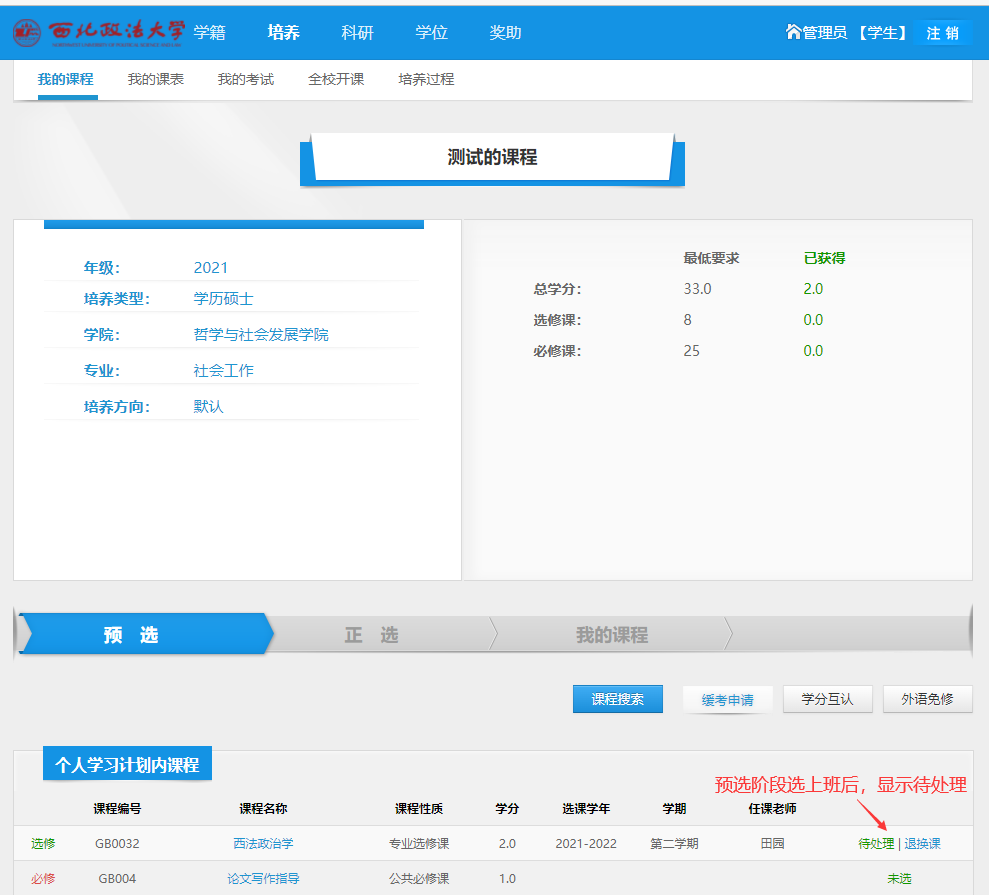 西北政法大学 学籍 培养 科研 学位 奖助 管理员 【学生】 注 销
我的课程 我的课表 我的考试 全校开课 培养过程
测试的课程
最低要求 已获得
年级： 2021
总学分： 33.0 2.0
培养类型： 学历硕士
选修课： 8 0.0
学院： 哲学与社会发展学院
必修课： 25 0.0
专业： 社会工作
培养方向： 默认
预 选 正 选 我的课程
课程搜索 缓考申请 学分互认 外语免修
个人学习计划内课程
预选阶段选上班后，显示待处理
课程编号 课程名称 课程性质 学分 选课学年 学期 任课老师
选修 GB0032 西法政治学 专业选修课 2.0 2021-2022 第二学期 田园 待处理 | 退换课
必修 GB004 论文写作指导 公共必修课 1.0 未选